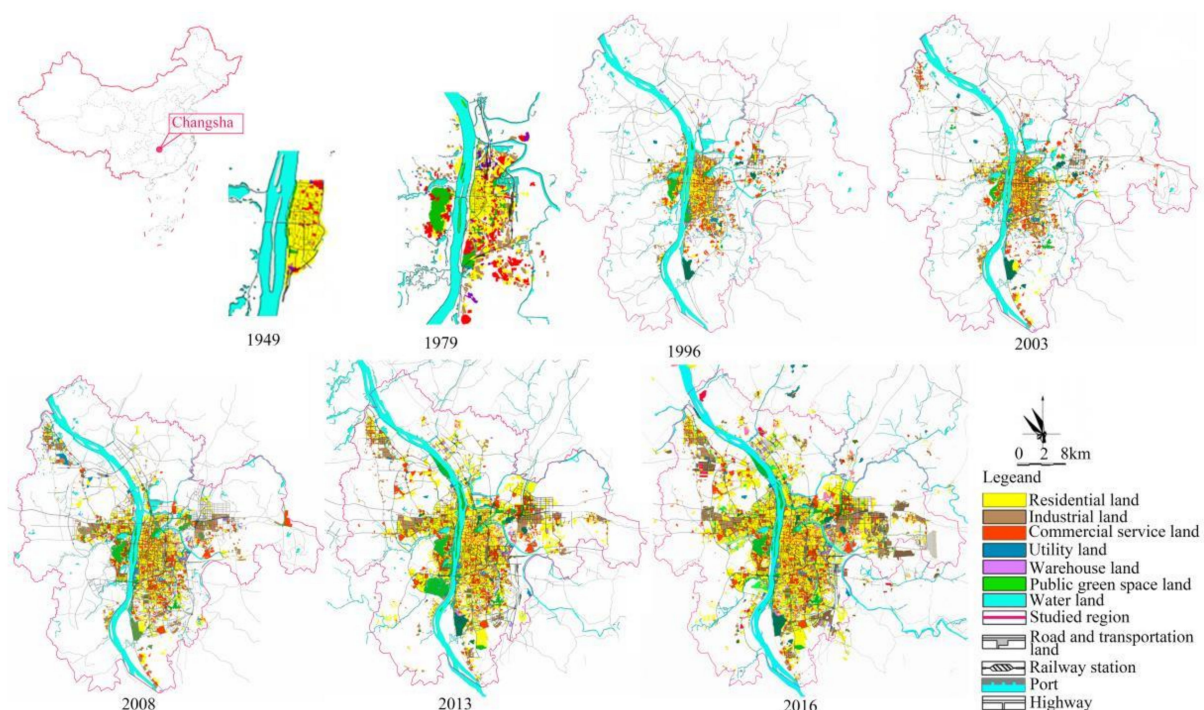 Changsha
1949
1979
1996
2003
2008
2013
2016
0 2 8km
Legeand
Residential land
Industrial land
Commercial service land
Utility land
Warehouse land
Public green space land
Water land
Studied region
Road and transportation
land
Railway station
Port
Highway